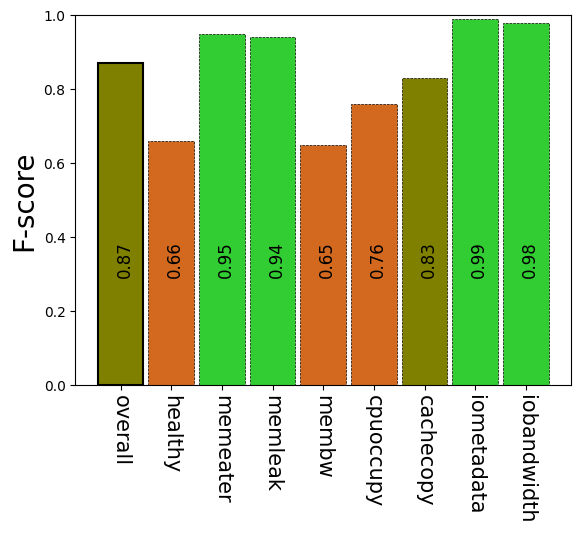 F-score
1.0
0.8
0.6
0.4
0.2
0.0
0.87
0.66
0.95
0.94
0.65
0.76
0.83
0.99
0.98
overall
healthy
memeater
memleak
membw
cpuoccupy
cachecopy
iometadata
iobandwidth